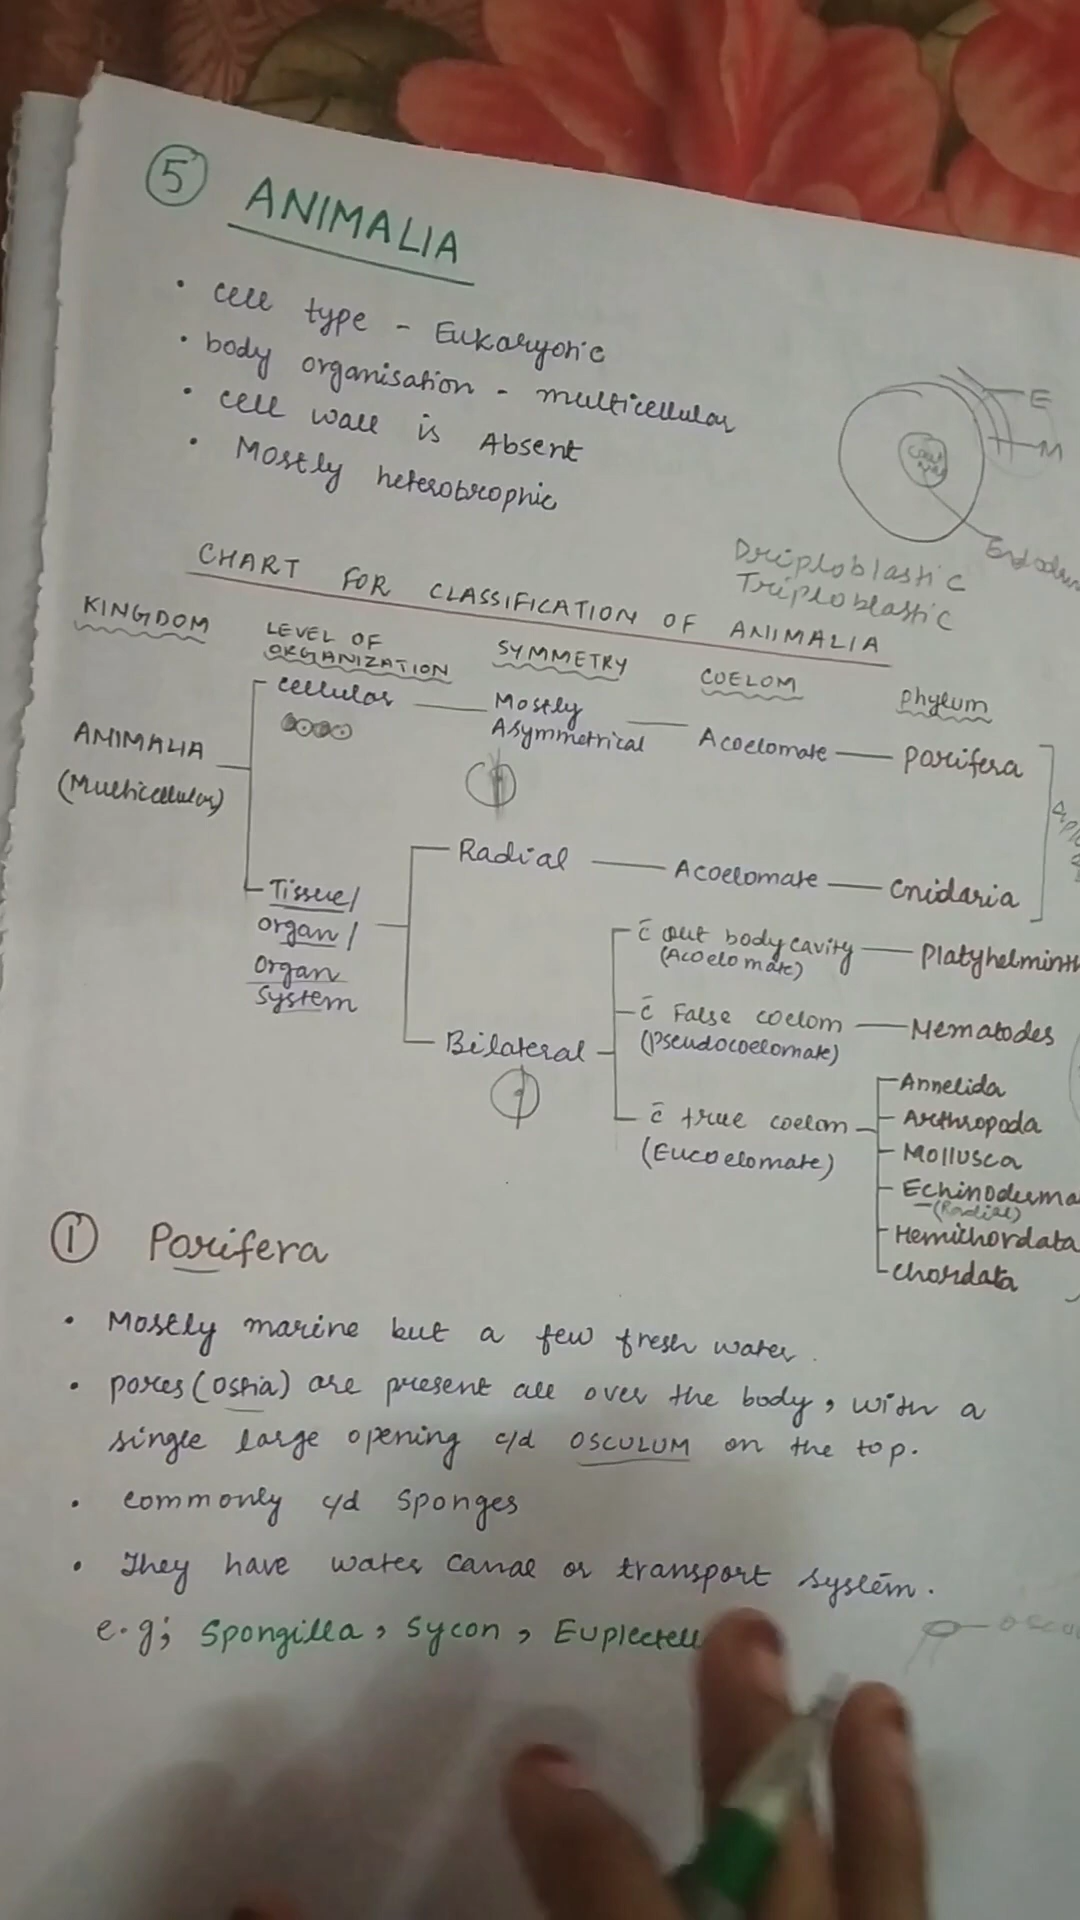 5 ANIMALIA
• cell type - Eukaryotic
• body organisation - multicellular
• cell wall is Absent
• Mostly heterotrophic
E
M
Endoderm
Driploblastic
Triploblastic
CHART FOR CLASSIFICATION OF ANIMALIA
KINGDOM
LEVEL OF ORGANIZATION
SYMMETRY
COELOM
Phylum
ANIMALIA
(Multicellular)
cellular
Mostly
Asymmetrical
Acoelomate
Porifera
Tissue/
organ/
organ
system
Radial
Acoelomate
Cnidaria
Bilateral
c̄ out body cavity
(Acoelomate)
Platyhelminth
c̄ False coelom
(Pseudocoelomate)
Nematodes
c̄ true coelom
(Eucoelomate)
Annelida
Arthropoda
Mollusca
Echinoderma
(Radial)
Hemichordata
Chordata
1 Porifera
• Mostly marine but a few fresh water.
• pores (ostia) are present all over the body, with a
single large opening c/d OSCULUM on the top.
• commonly c/d Sponges
• They have water canal or transport system.
e.g; Spongilla, Sycon, Euplectell